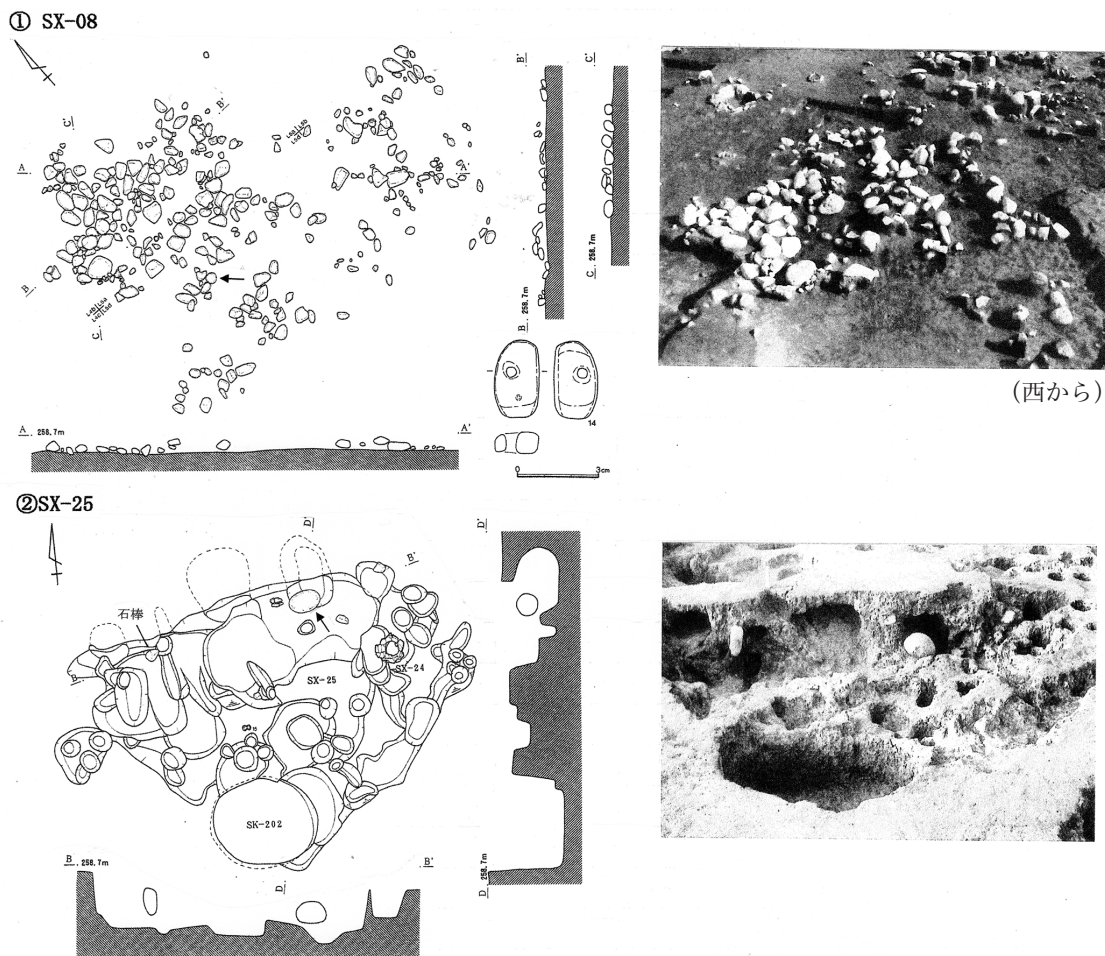 ① SX-08
B'
C'
B'
C'
A
A'
B
C
C 258.7m
258.7m
B
14
(西から)
A 258.7m
A'
0 3cm
②SX-25
D'
D'
B'
石棒
SX-24
B
SX-25
SK-202
B 258.7m
B'
D
D 258.7m